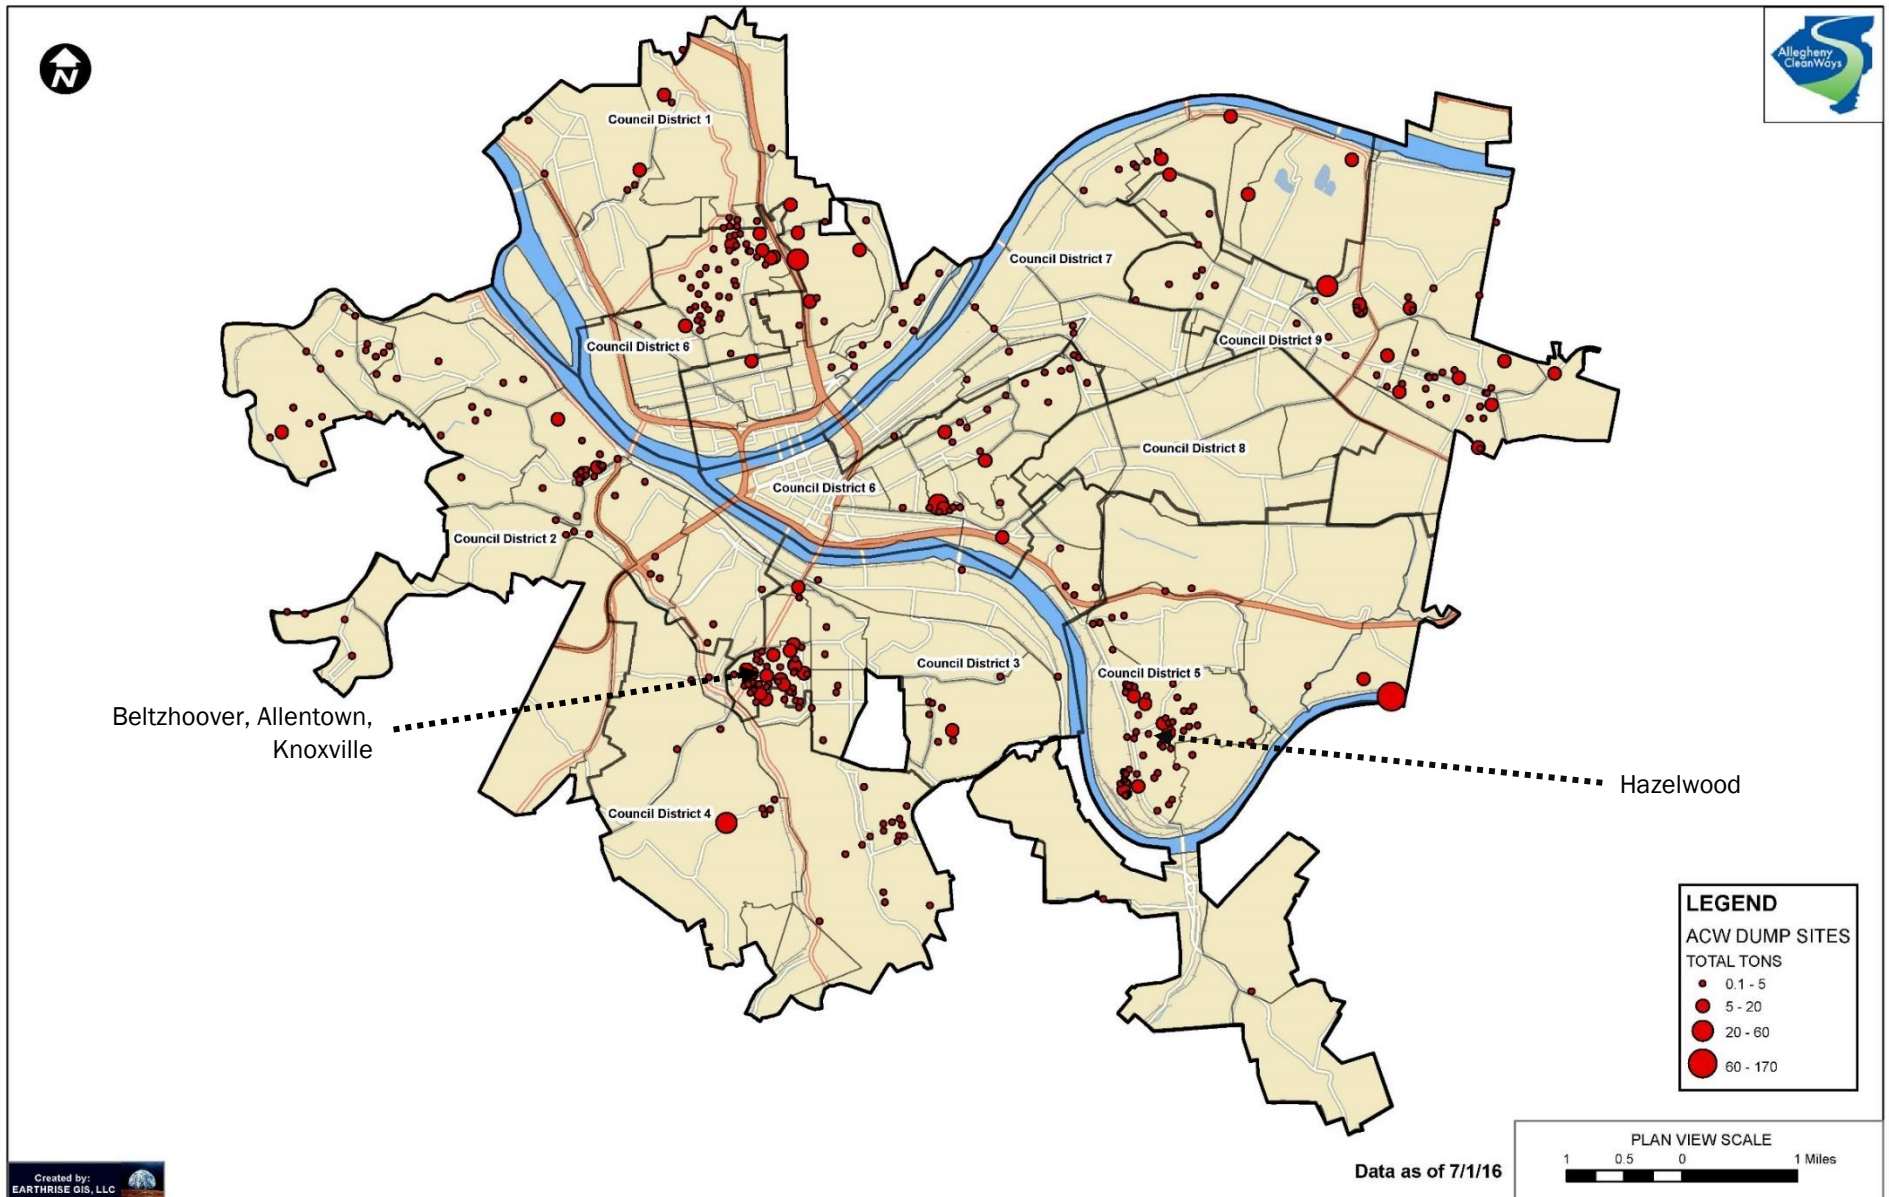 N
Allegheny
CleanWays
Council District 1
Council District 7
Council District 6
Council District 9
Council District 8
Council District 6
Council District 2
Council District 3
Council District 5
Beltzhoover, Allentown,
Knoxville
Hazelwood
Council District 4
LEGEND
ACW DUMP SITES
TOTAL TONS
0.1 - 5
5 - 20
20 - 60
60 - 170
PLAN VIEW SCALE
1 0.5 0 1 Miles
Data as of 7/1/16
Created by:
EARTHRISE GIS, LLC